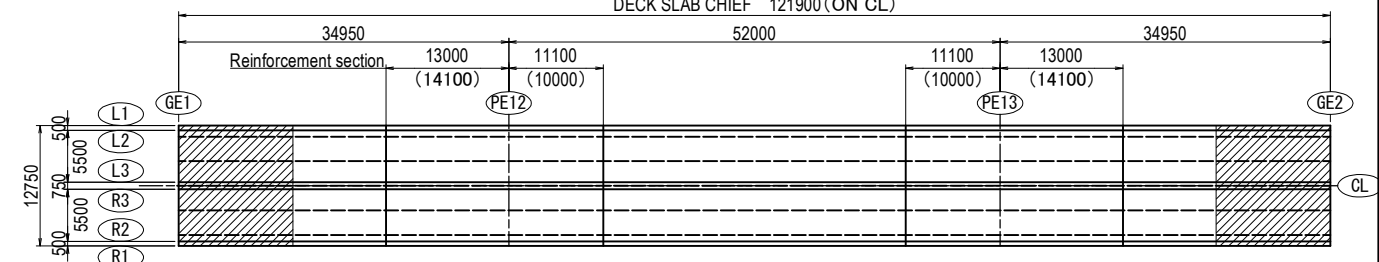 DECK SLAB CHIEF 121900(ON CL)
34950 52000 34950
Reinforcement section 13000 11100 11100 13000
(14100) (10000) (10000) (14100)
GE1 PE12 PE13 GE2
L1
L2
L3
R3
R2
R1
CL
12750
500
5500
750
5500
500